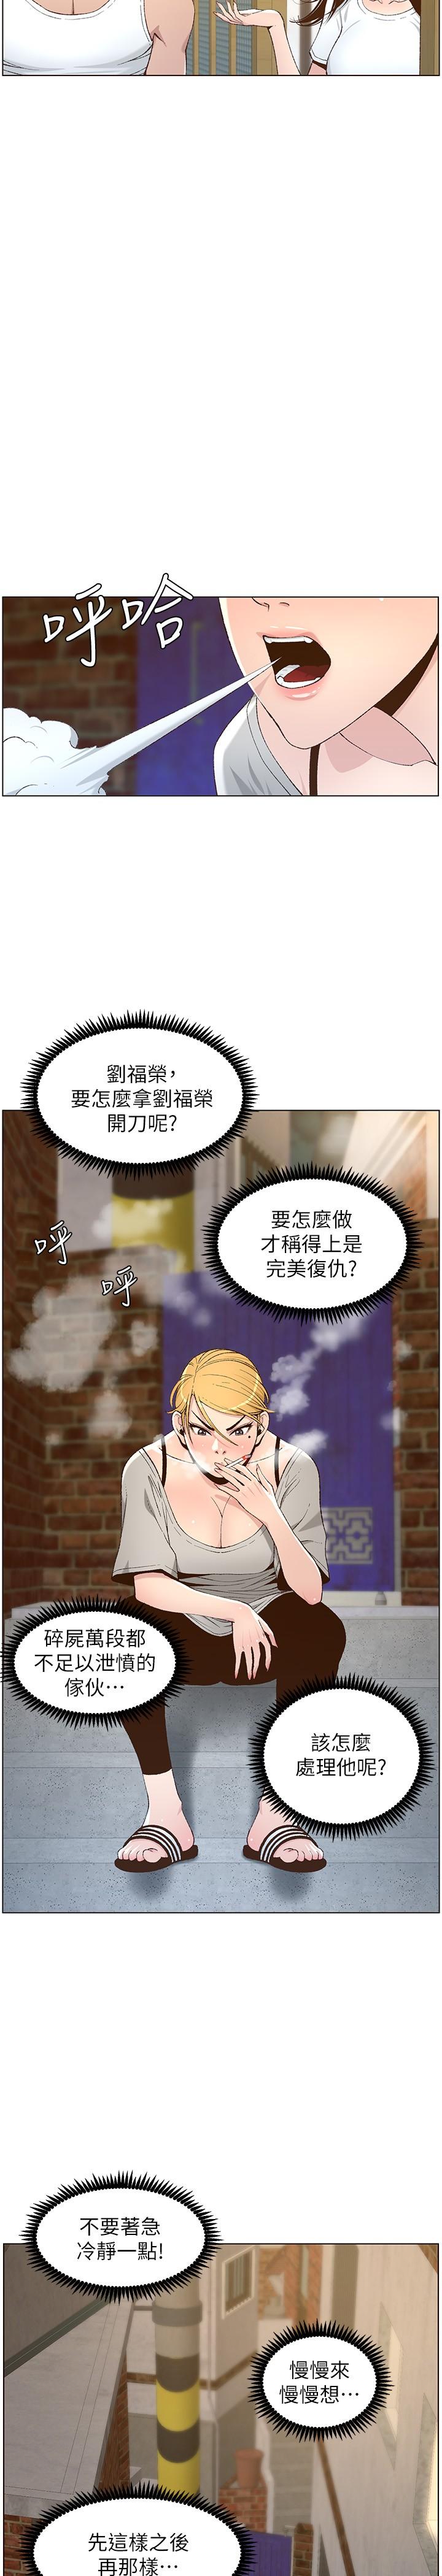 呼哈
劉福榮,
要怎麼拿劉福榮
開刀呢?
要怎麼做
才稱得上是
完美復仇?
呼
呼
碎屍萬段都
不足以泄憤的
傢伙…
該怎麼
處理他呢?
不要著急
冷靜一點!
慢慢來
慢慢想…
先這樣之後
再那樣…